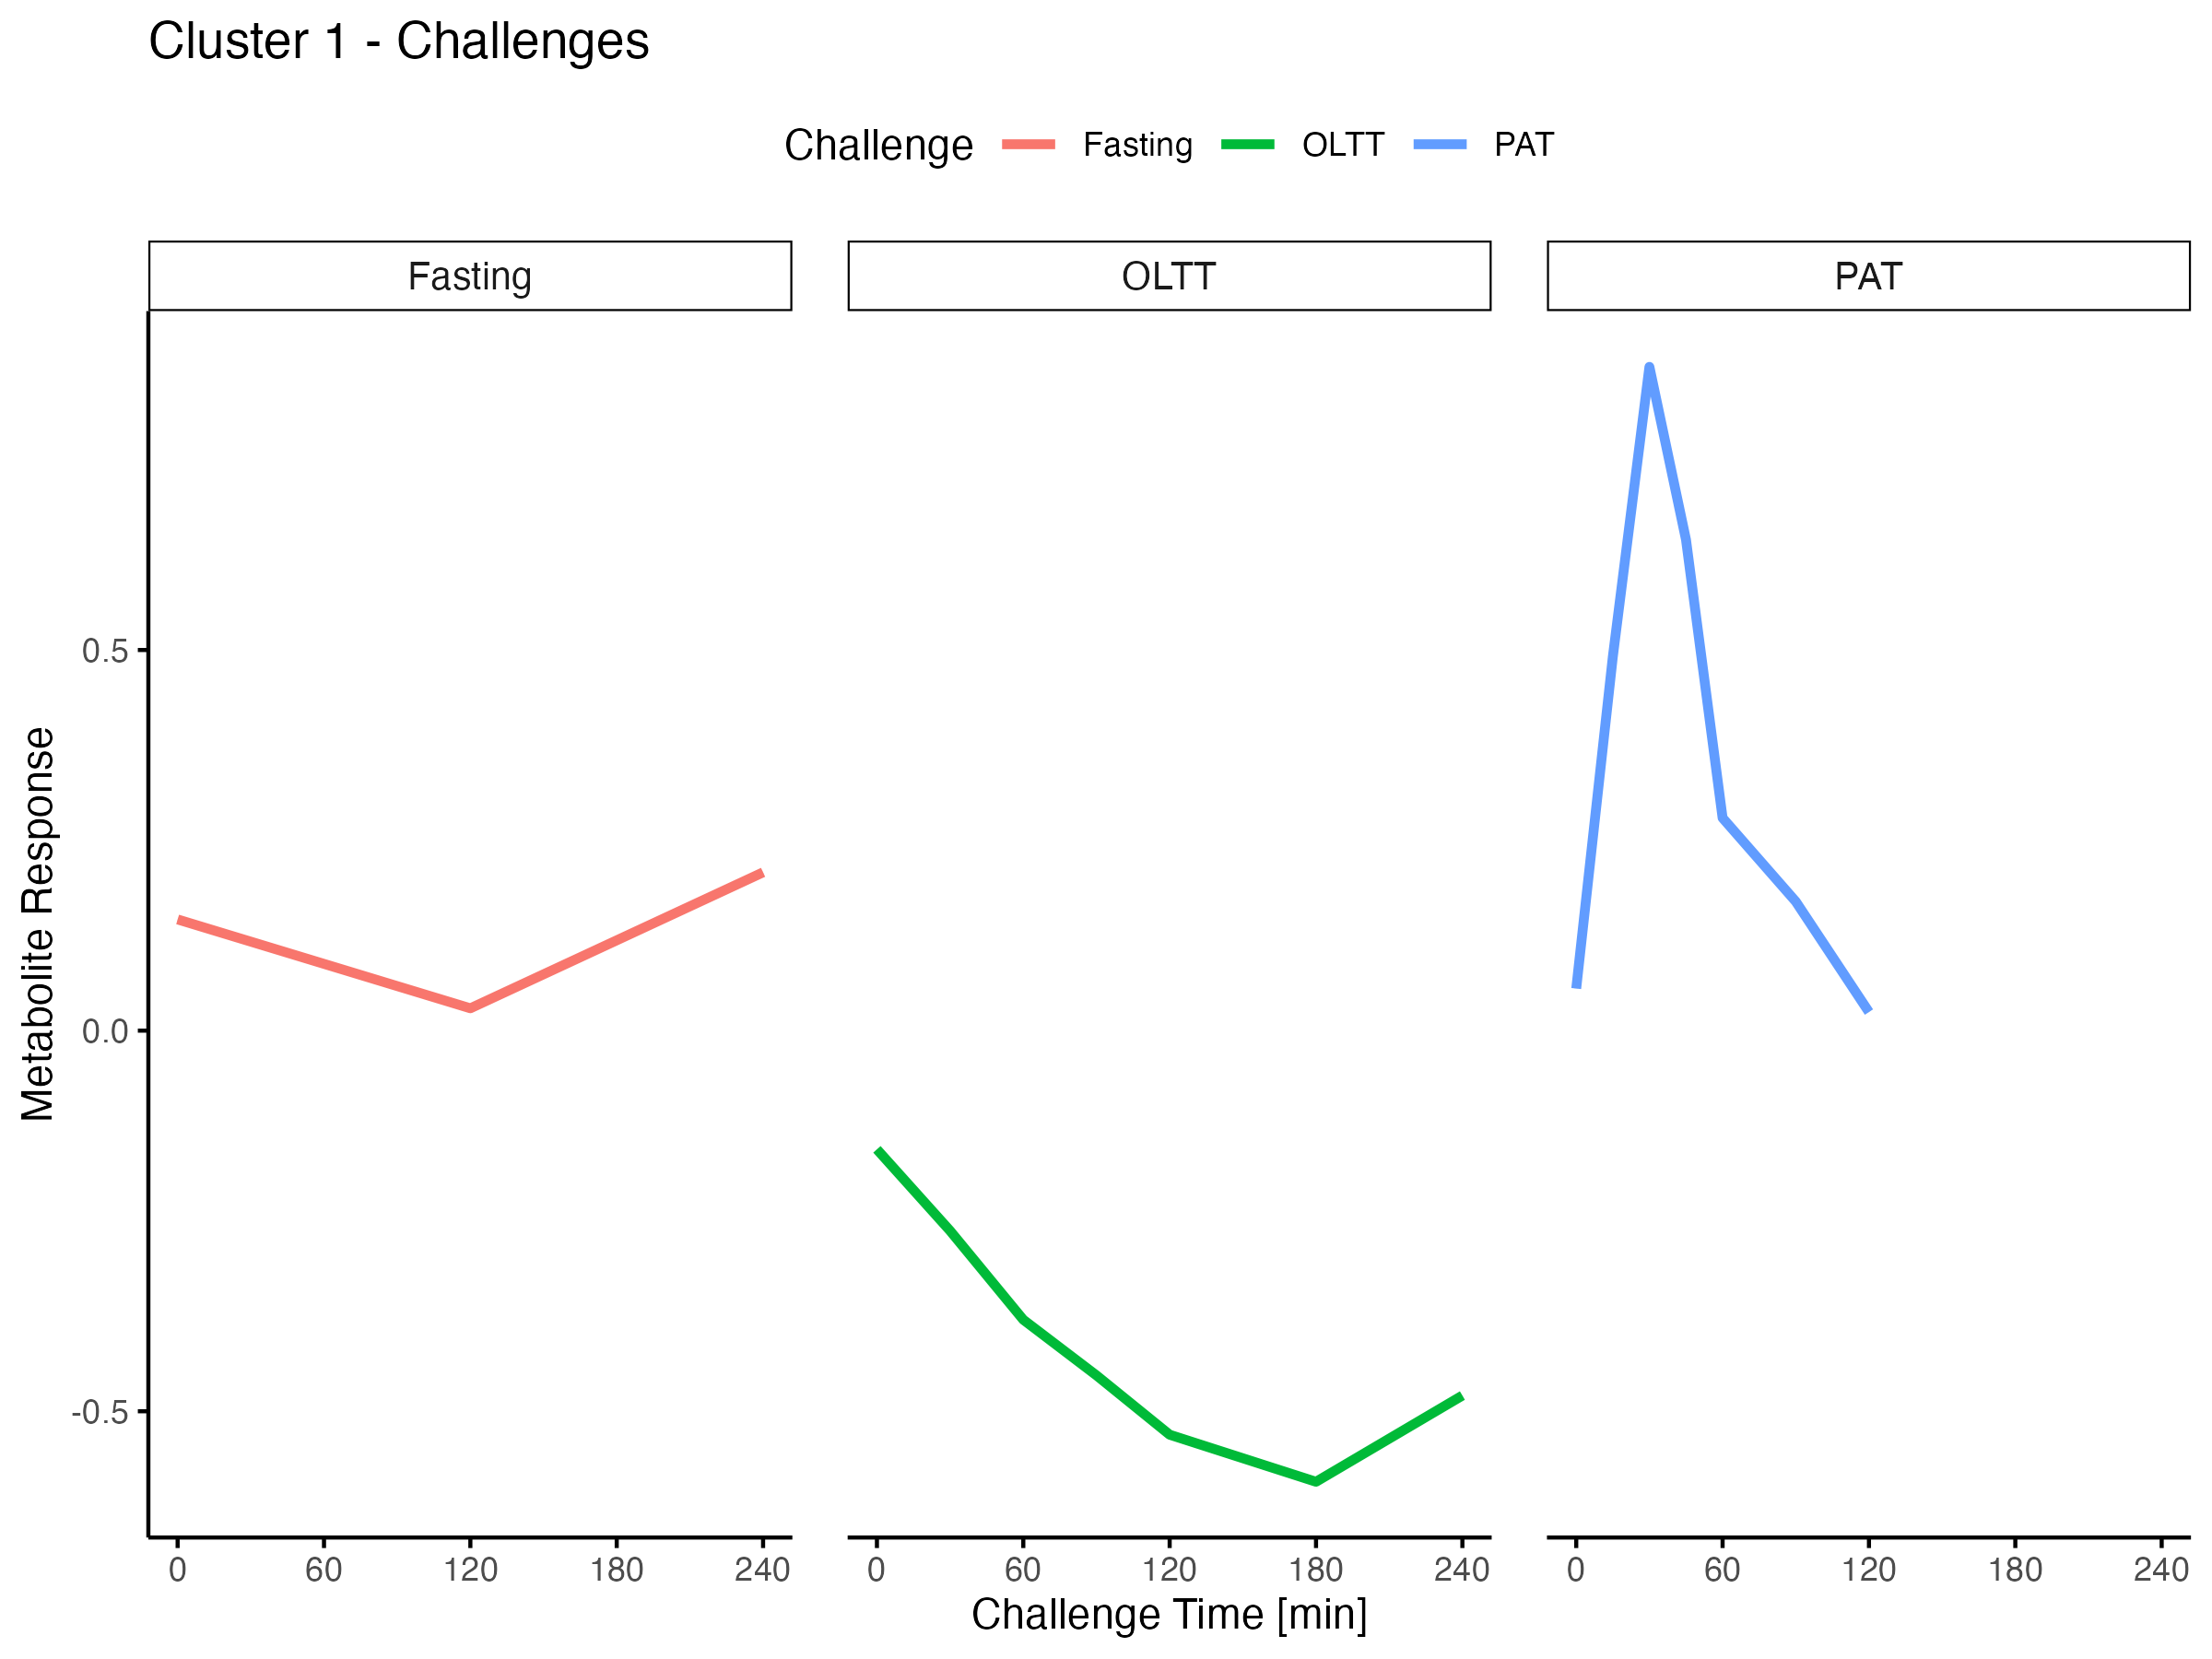 Cluster 1 - Challenges
Challenge Fasting OLTT PAT
Fasting OLTT PAT
Metabolite Response
0.5
0.0
-0.5
0 60 120 180 240 0 60 120 180 240 0 60 120 180 240
Challenge Time [min]